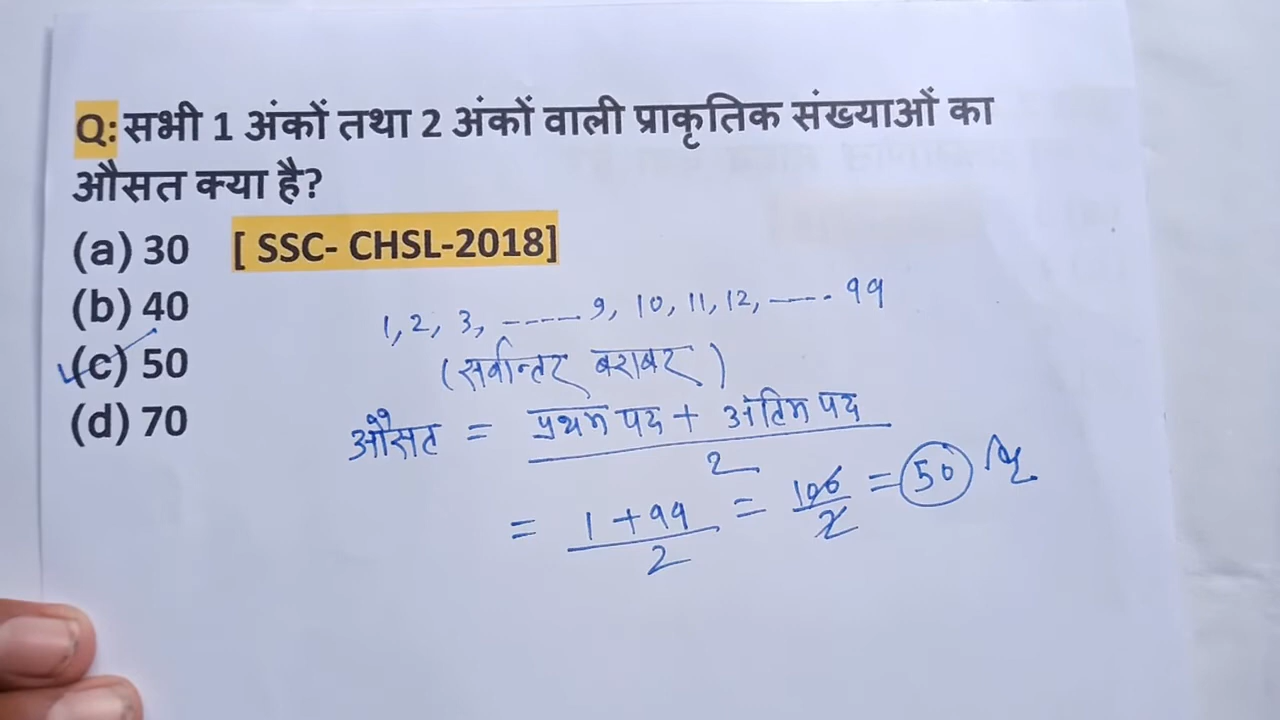 Q: सभी 1 अंकों तथा 2 अंकों वाली प्राकृतिक संख्याओं का
औसत क्या है?
(a) 30 [ SSC- CHSL-2018]
(b) 40
1, 2, 3, ----- 9, 10, 11, 12, ---- 99
(c) 50
(सर्वान्तर बराबर)
(d) 70
औसत = प्रथम पद + अंतिम पद / 2
= 1 + 99 / 2 = 100 / 2 = 50